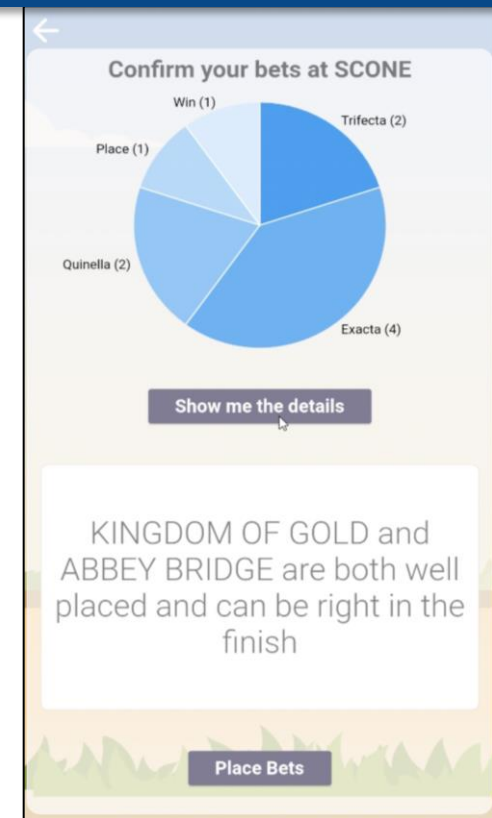 Confirm your bets at SCONE
Win (1)
Trifecta (2)
Place (1)
Quinella (2)
Exacta (4)
Show me the details
KINGDOM OF GOLD and
ABBEY BRIDGE are both well
placed and can be right in the
finish
Place Bets